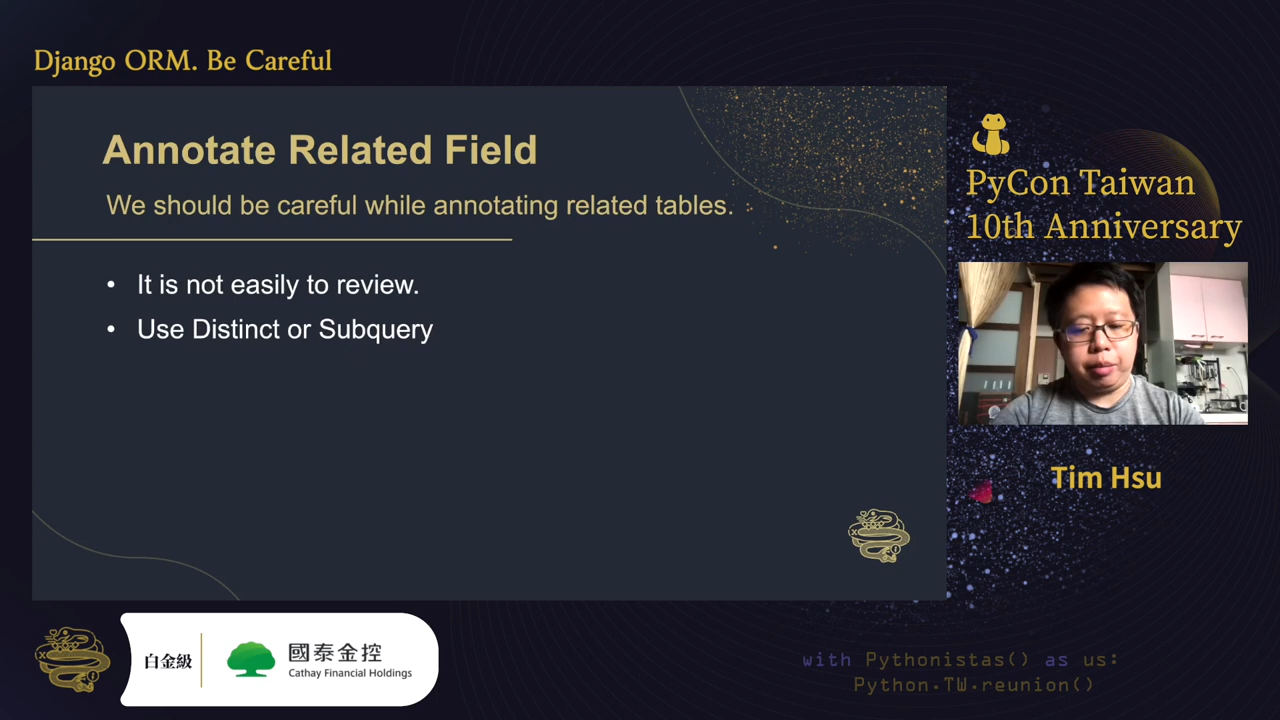 Django ORM. Be Careful
Annotate Related Field
We should be careful while annotating related tables.
• It is not easily to review.
• Use Distinct or Subquery
PyCon Taiwan
10th Anniversary
Tim Hsu
白金級
國泰金控
Cathay Financial Holdings
with Pythonistas() as us:
Python.TW.reunion()